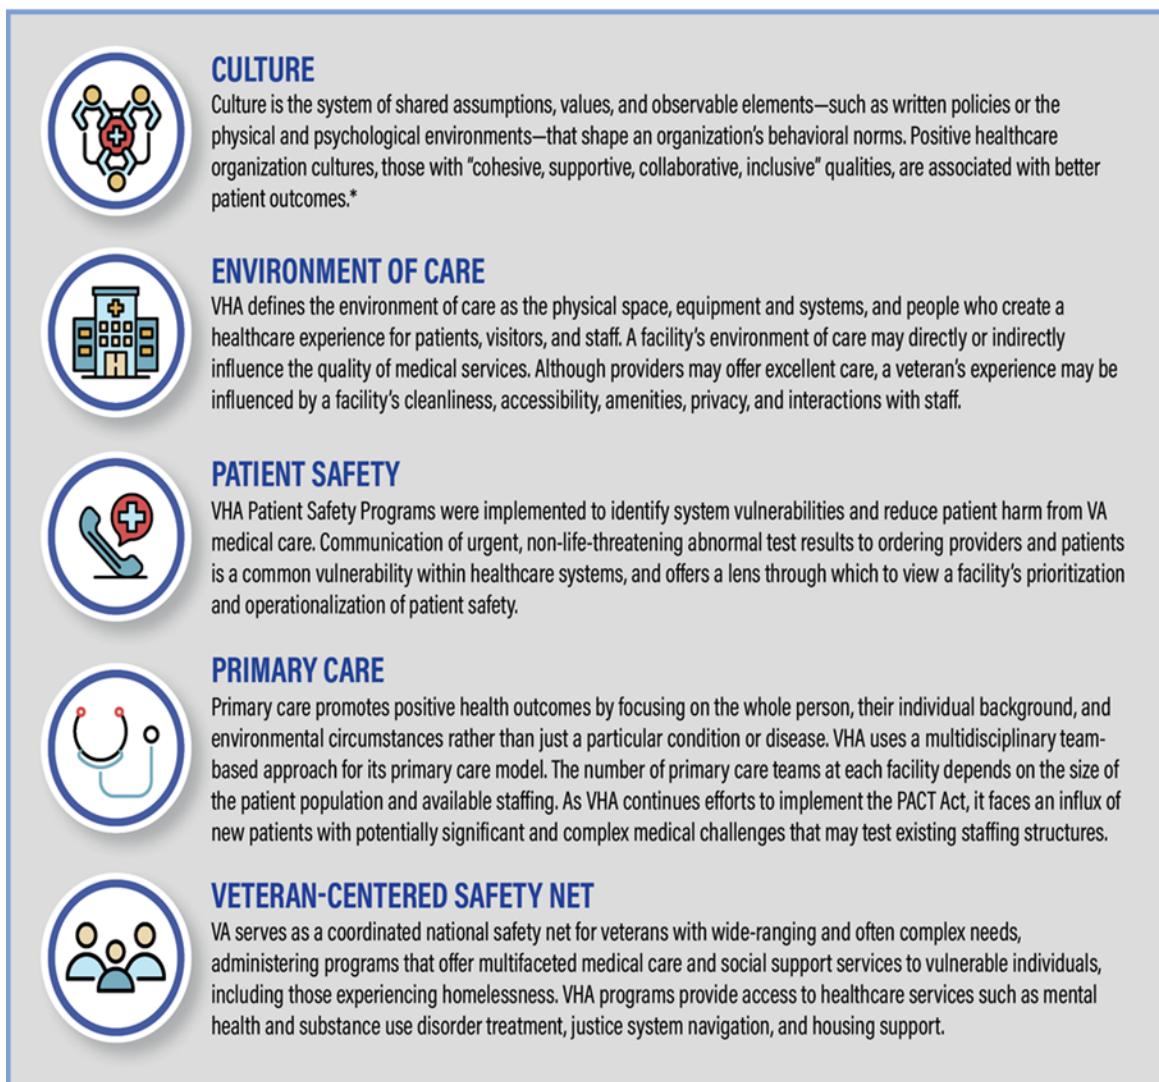 CULTURE
Culture is the system of shared assumptions, values, and observable elements—such as written policies or the
physical and psychological environments—that shape an organization's behavioral norms. Positive healthcare
organization cultures, those with "cohesive, supportive, collaborative, inclusive" qualities, are associated with better
patient outcomes.*
ENVIRONMENT OF CARE
VHA defines the environment of care as the physical space, equipment and systems, and people who create a
healthcare experience for patients, visitors, and staff. A facility's environment of care may directly or indirectly
influence the quality of medical services. Although providers may offer excellent care, a veteran's experience may be
influenced by a facility's cleanliness, accessibility, amenities, privacy, and interactions with staff.
PATIENT SAFETY
VHA Patient Safety Programs were implemented to identify system vulnerabilities and reduce patient harm from VA
medical care. Communication of urgent, non-life-threatening abnormal test results to ordering providers and patients
is a common vulnerability within healthcare systems, and offers a lens through which to view a facility's prioritization
and operationalization of patient safety.
PRIMARY CARE
Primary care promotes positive health outcomes by focusing on the whole person, their individual background, and
environmental circumstances rather than just a particular condition or disease. VHA uses a multidisciplinary team-
based approach for its primary care model. The number of primary care teams at each facility depends on the size of
the patient population and available staffing. As VHA continues efforts to implement the PACT Act, it faces an influx of
new patients with potentially significant and complex medical challenges that may test existing staffing structures.
VETERAN-CENTERED SAFETY NET
VA serves as a coordinated national safety net for veterans with wide-ranging and often complex needs,
administering programs that offer multifaceted medical care and social support services to vulnerable individuals,
including those experiencing homelessness. VHA programs provide access to healthcare services such as mental
health and substance use disorder treatment, justice system navigation, and housing support.